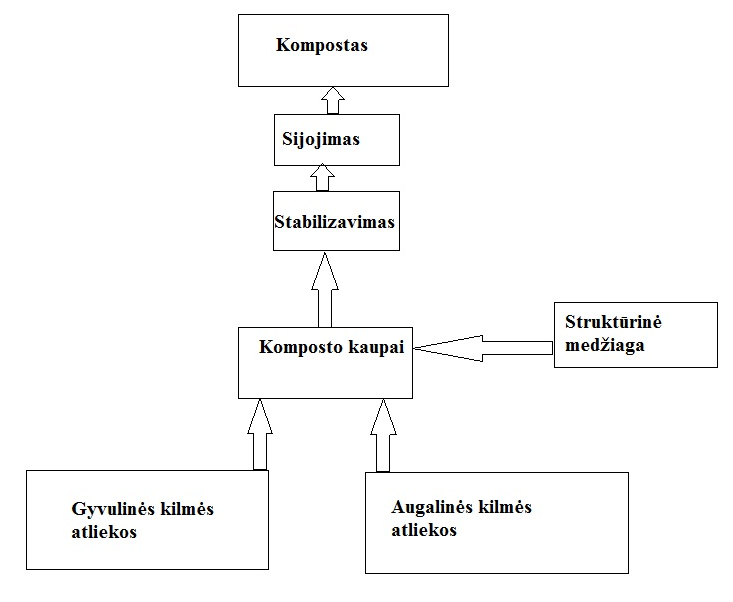 Kompostas
Sijojimas
Stabilizavimas
Komposto kaupai
Struktūrinė
medžiaga
Gyvulinės kilmės
atliekos
Augalinės kilmės
atliekos